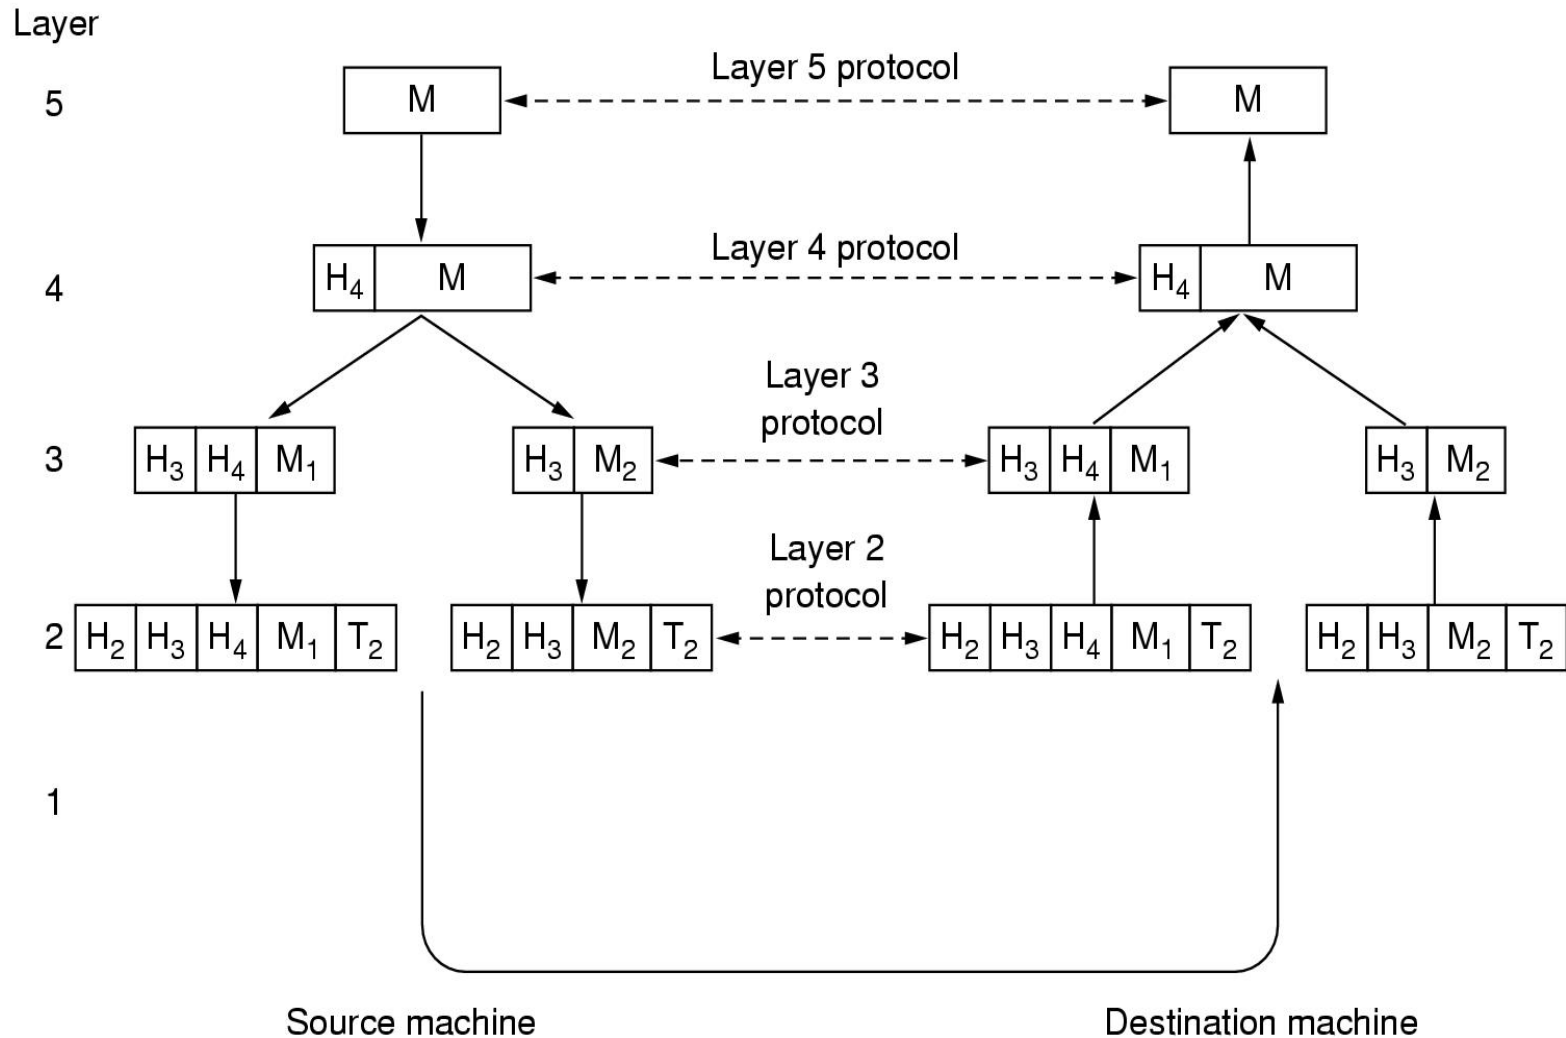 Layer
5 M Layer 5 protocol M
4 H₄ M Layer 4 protocol H₄ M
Layer 3
protocol
3 H₃ H₄ M₁ H₃ M₂ H₃ H₄ M₁ H₃ M₂
Layer 2
protocol
2 H₂ H₃ H₄ M₁ T₂ H₂ H₃ M₂ T₂ H₂ H₃ H₄ M₁ T₂ H₂ H₃ M₂ T₂
1
Source machine Destination machine